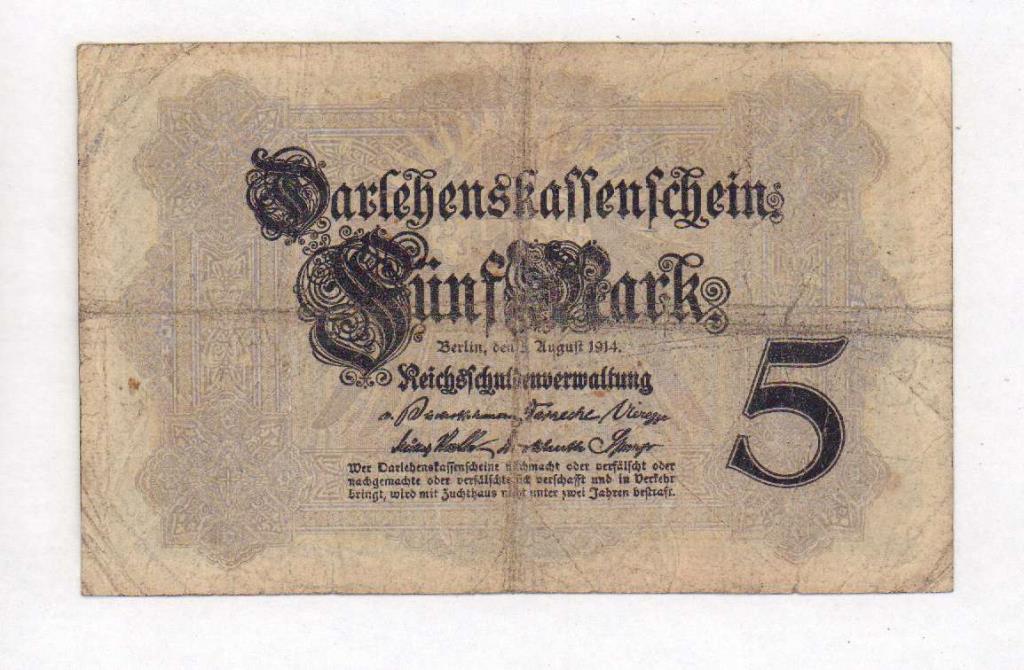 Darlehenskassenschein
Fünf Mark
Berlin, den 5. August 1914.
Reichsschuldenverwaltung
Wer Darlehenskassenscheine nachmacht oder verfälscht oder
nachgemachte oder verfälschte sich verschafft und in Verkehr
bringt, wird mit Zuchthaus nicht unter zwei Jahren bestraft.
5